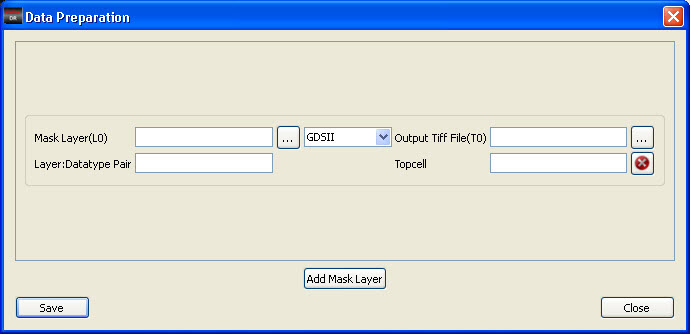 DR Data Preparation
Mask Layer(L0) ... GDSII Output Tiff File(T0) ...
Layer:Datatype Pair Topcell
Add Mask Layer
Save Close